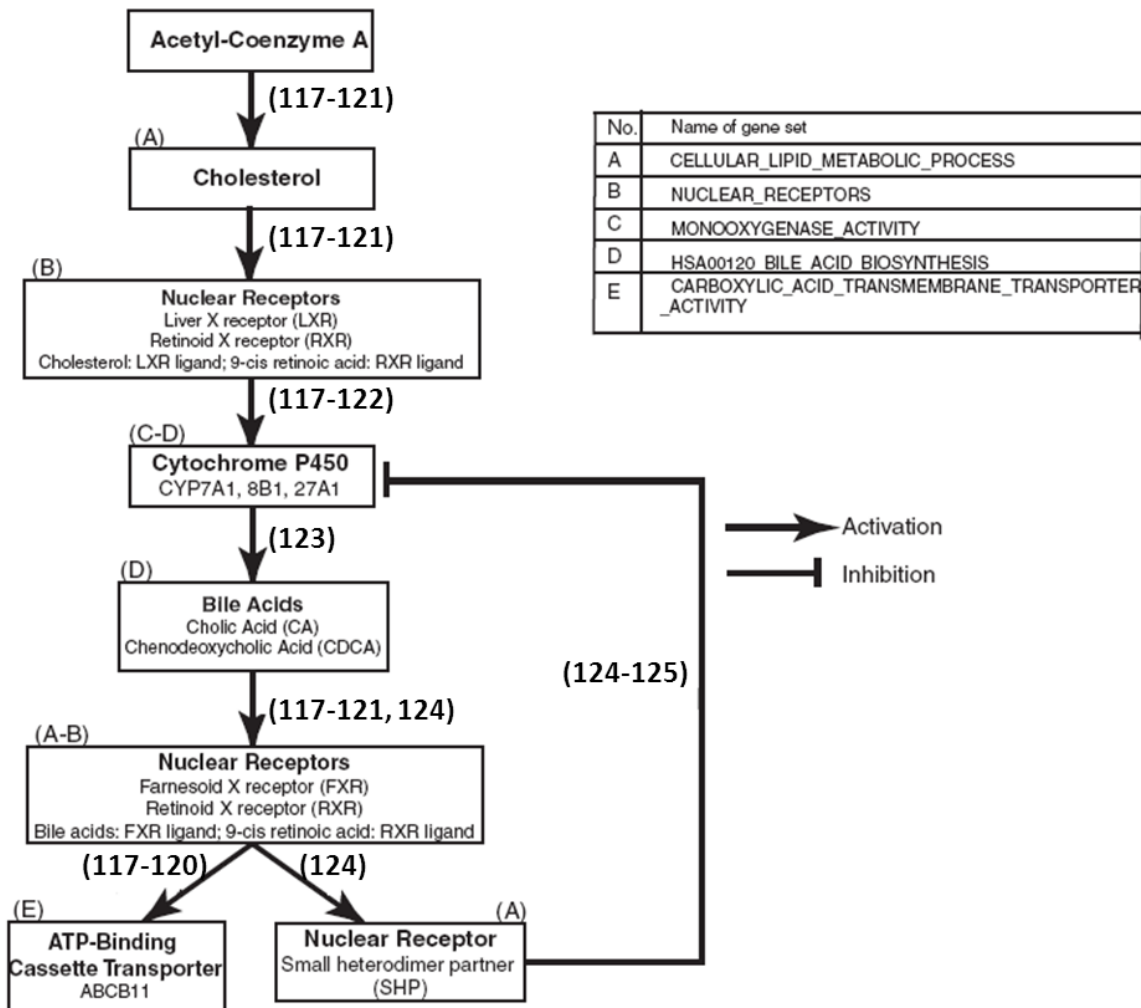 Acetyl-Coenzyme A
(117-121)
(A)
Cholesterol
(117-121)
(B)
Nuclear Receptors
Liver X receptor (LXR)
Retinoid X receptor (RXR)
Cholesterol: LXR ligand; 9-cis retinoic acid: RXR ligand
(117-122)
(C-D)
Cytochrome P450
CYP7A1, 8B1, 27A1
(123)
(D)
Bile Acids
Cholic Acid (CA)
Chenodeoxycholic Acid (CDCA)
(117-121, 124)
(A-B)
Nuclear Receptors
Farnesoid X receptor (FXR)
Retinoid X receptor (RXR)
Bile acids: FXR ligand; 9-cis retinoic acid: RXR ligand
(117-120)
(124)
(E)
ATP-Binding
Cassette Transporter
ABCB11
(A)
Nuclear Receptor
Small heterodimer partner
(SHP)
(124-125)
No. Name of gene set
A CELLULAR_LIPID_METABOLIC_PROCESS
B NUCLEAR_RECEPTORS
C MONOOXYGENASE_ACTIVITY
D HSA00120_BILE_ACID_BIOSYNTHESIS
E CARBOXYLIC_ACID_TRANSMEMBRANE_TRANSPORTER
_ACTIVITY
Activation
Inhibition